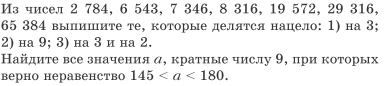 Из чисел 2 784, 6 543, 7 346, 8 316, 19 572, 29 316,
65 384 выпишите те, которые делятся нацело: 1) на 3;
2) на 9; 3) на 3 и на 2.
Найдите все значения a, кратные числу 9, при которых
верно неравенство 145 < a < 180.